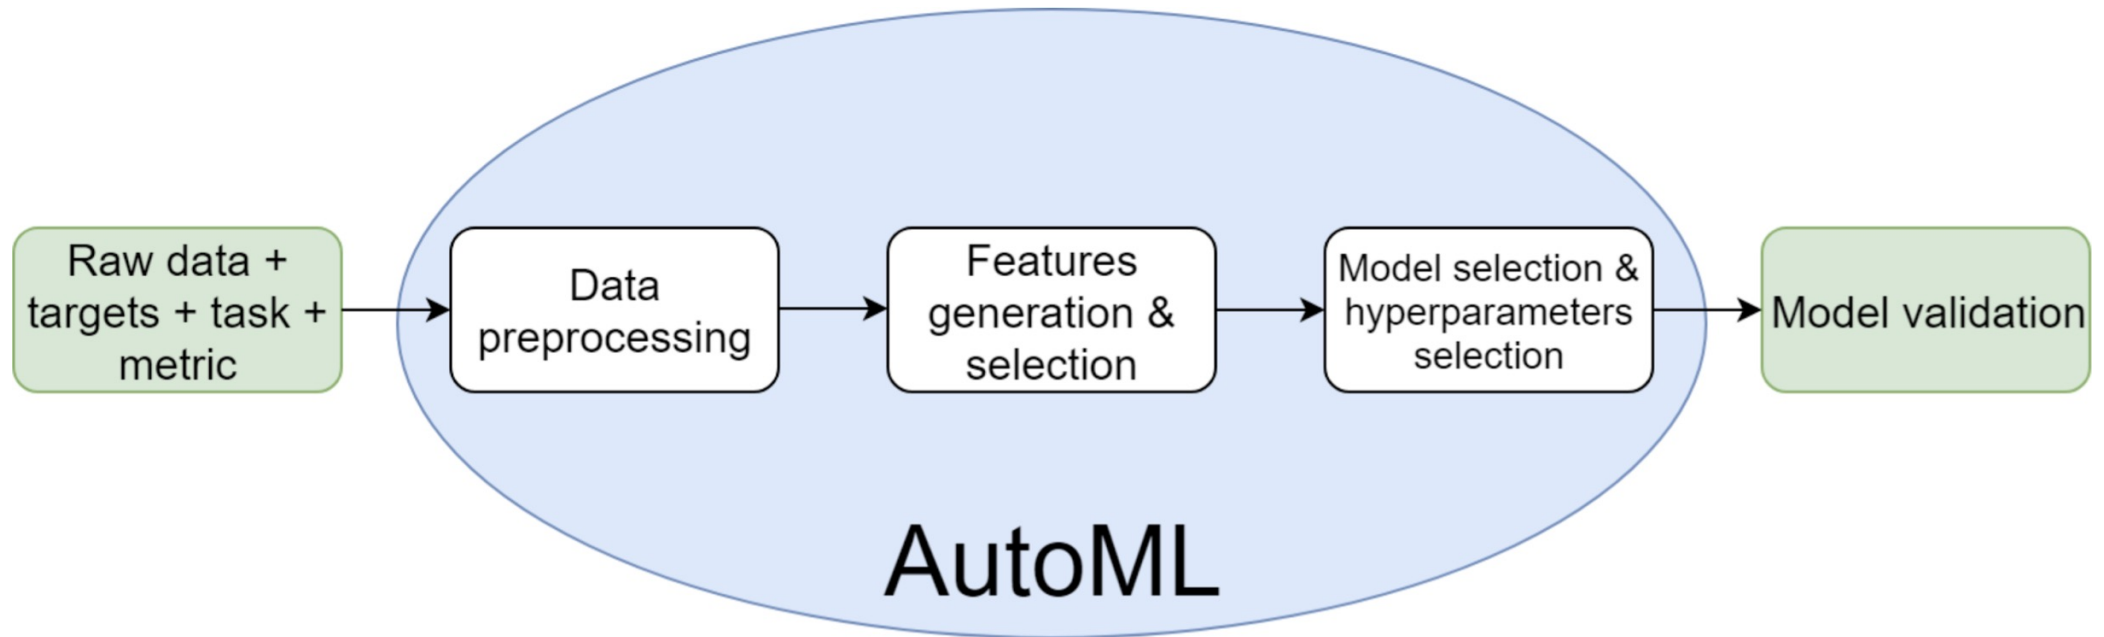 Raw data +
targets + task +
metric
Data
preprocessing
Features
generation &
selection
Model selection &
hyperparameters
selection
Model validation
AutoML